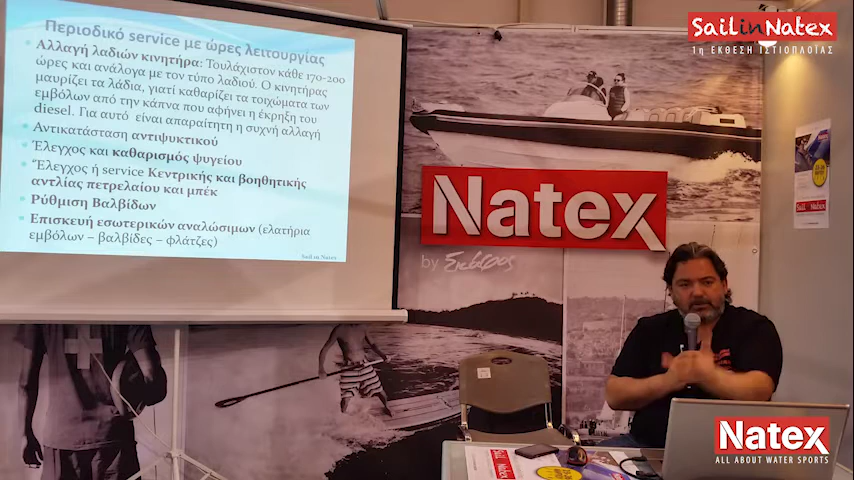 Περιοδικό service με ώρες λειτουργίας
Αλλαγή λαδιών κινητήρα: Τουλάχιστον κάθε 170-200
ώρες και ανάλογα με τον τύπο λαδιού. Ο κινητήρας
μαυρίζει τα λάδια, γιατί καθαρίζει τα τοιχώματα των
εμβόλων από την κάπνα που αφήνει η έκρηξη του
diesel. Για αυτό είναι απαραίτητη η συχνή αλλαγή
Αντικατάσταση αντιψυκτικού
Έλεγχος και καθαρισμός ψυγείου
Έλεγχος ή service Κεντρικής και βοηθητικής
αντλίας πετρελαίου και μπέκ
Ρύθμιση Βαλβίδων
Επισκευή εσωτερικών αναλώσιμων (ελατήρια
εμβόλων – βαλβίδες – φλάτζες)
Sail in Natex
SailinNatex
1η ΕΚΘΕΣΗ ΙΣΤΙΟΠΛΟΪΑΣ
Natex
by Σκάρος
Natex
Natex
ALL ABOUT WATER SPORTS